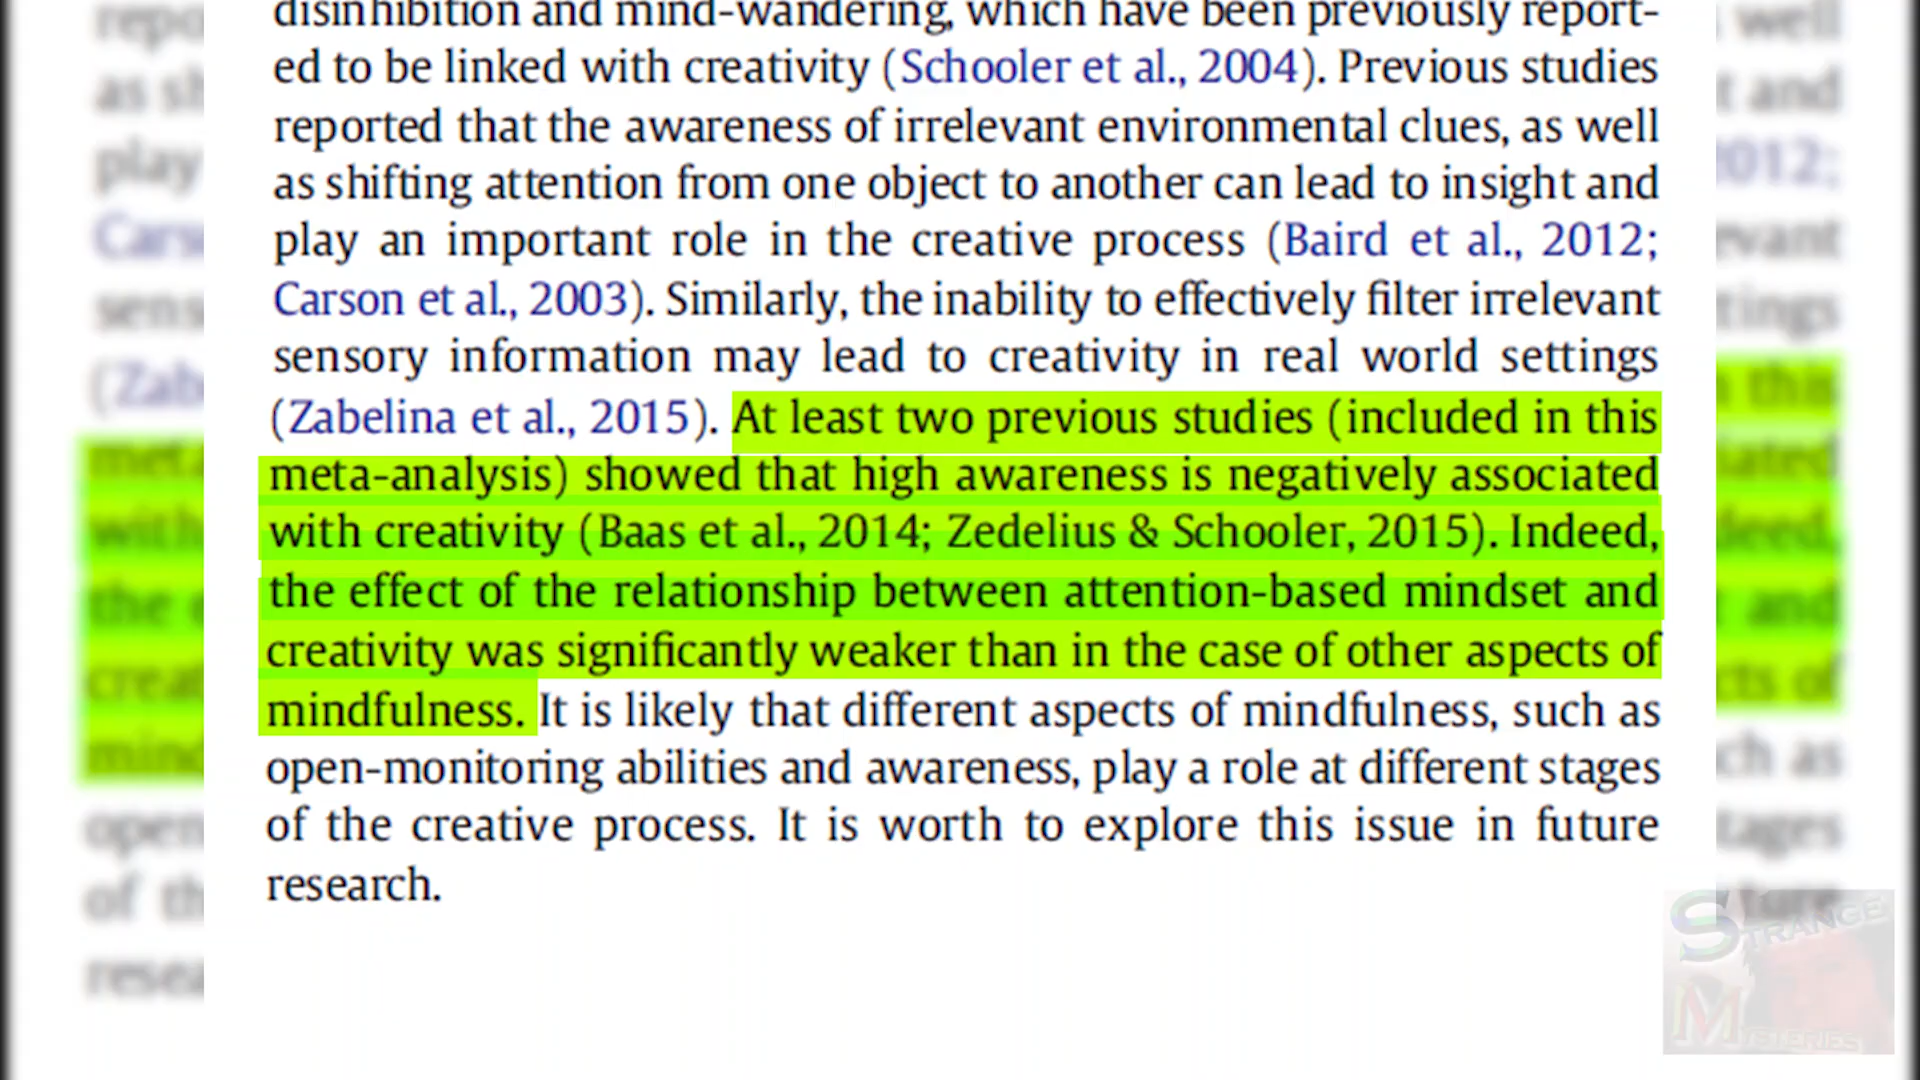 disinhibition and mind-wandering, which have been previously report-
ed to be linked with creativity (Schooler et al., 2004). Previous studies
reported that the awareness of irrelevant environmental clues, as well
as shifting attention from one object to another can lead to insight and
play an important role in the creative process (Baird et al., 2012;
Carson et al., 2003). Similarly, the inability to effectively filter irrelevant
sensory information may lead to creativity in real world settings
(Zabelina et al., 2015). At least two previous studies (included in this
meta-analysis) showed that high awareness is negatively associated
with creativity (Baas et al., 2014; Zedelius & Schooler, 2015). Indeed,
the effect of the relationship between attention-based mindset and
creativity was significantly weaker than in the case of other aspects of
mindfulness. It is likely that different aspects of mindfulness, such as
open-monitoring abilities and awareness, play a role at different stages
of the creative process. It is worth to explore this issue in future
research.
STRANGE
MYSTERIES